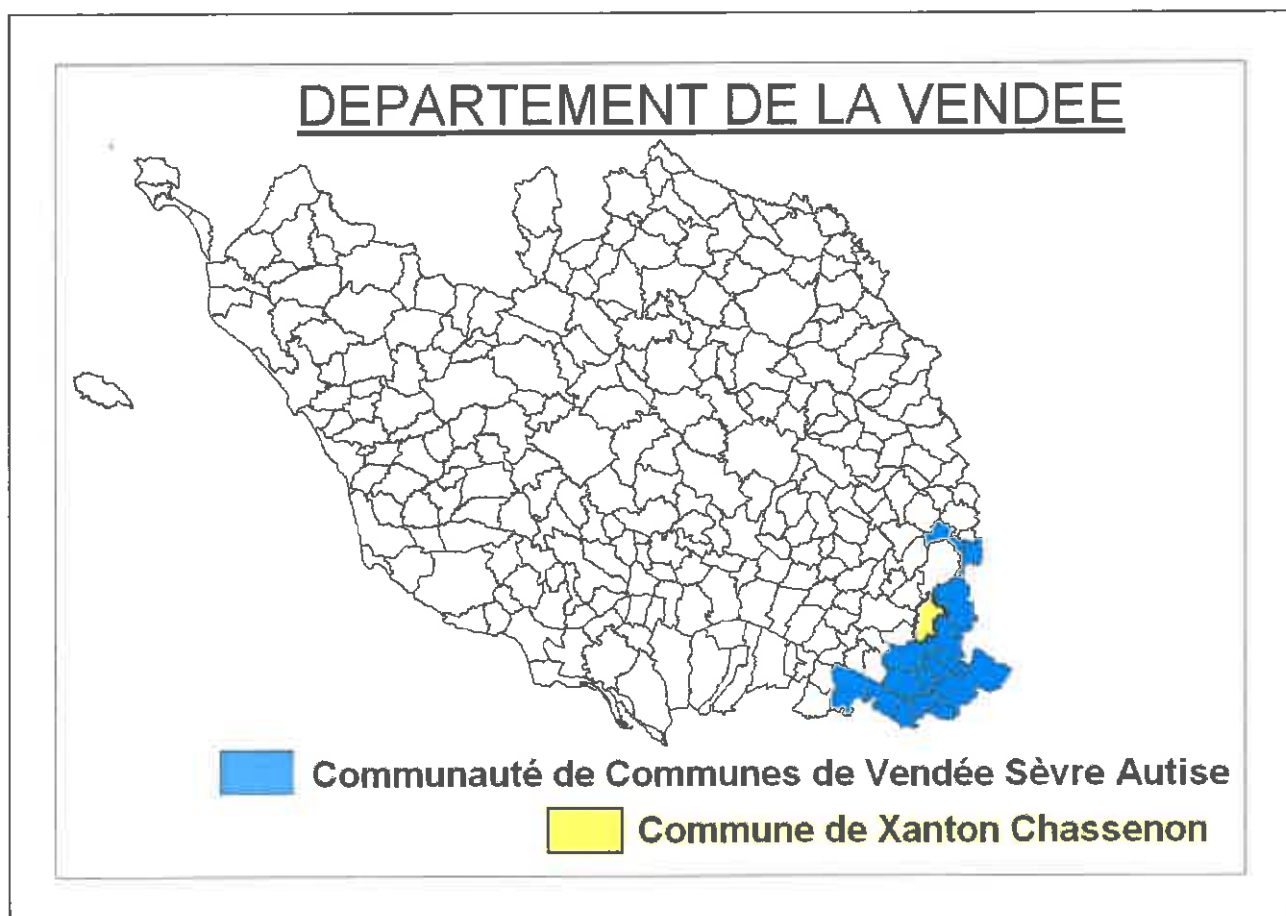 DEPARTEMENT DE LA VENDEE
Communauté de Communes de Vendée Sèvre Autise
Commune de Xanton Chassenon